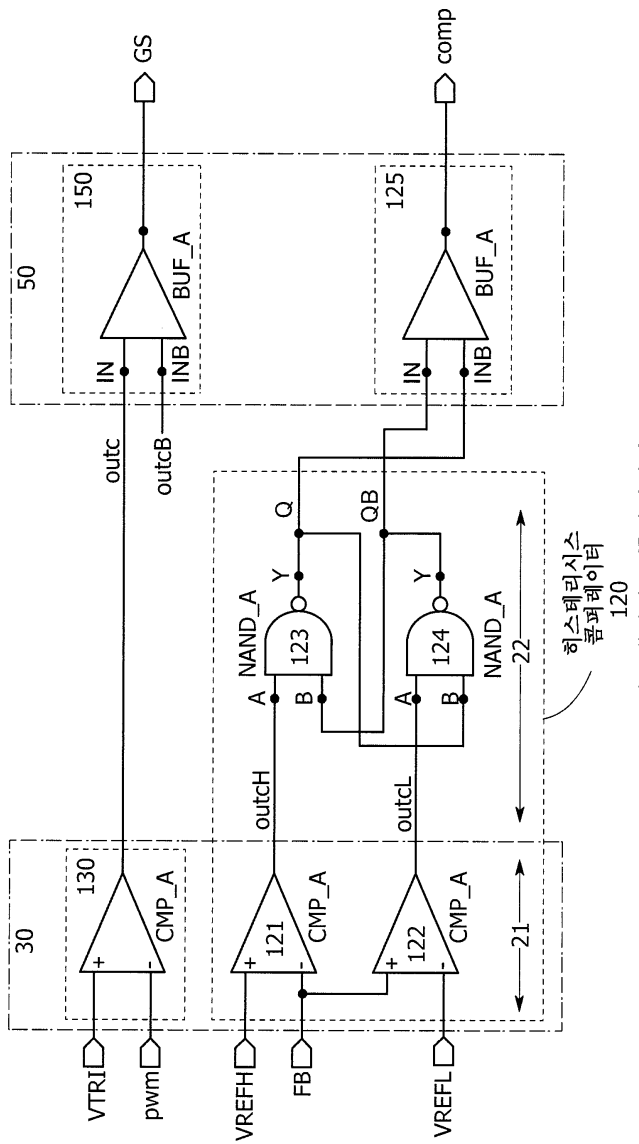 30
50
VTRI
+
pwm
-
130
CMP_A
outc
outcB
IN
INB
150
BUF_A
GS
VREFH
+
FB
-
121
CMP_A
outcH
NAND_A
A
B
123
Y
Q
VREFL
+
-
122
CMP_A
outcL
A
B
124
NAND_A
Y
QB
IN
INB
125
BUF_A
comp
21
22
히스테리시스
콤퍼레이터
120